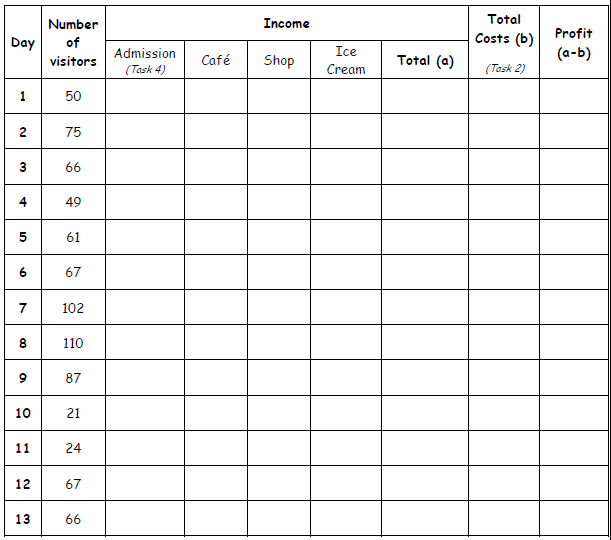 Day
Number
of
visitors
Income
Total
Costs (b)
(Task 2)
Profit
(a-b)
Admission
(Task 4)
Café
Shop
Ice
Cream
Total (a)
1 50
2 75
3 66
4 49
5 61
6 67
7 102
8 110
9 87
10 21
11 24
12 67
13 66